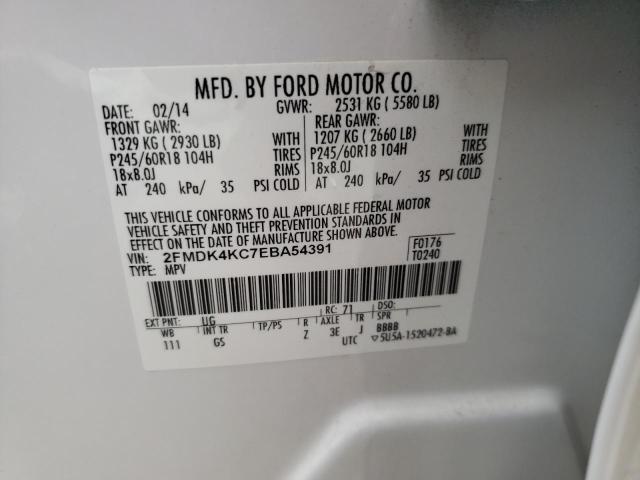 MFD. BY FORD MOTOR CO.
DATE: 02/14 GVWR: 2531 KG ( 5580 LB)
FRONT GAWR: REAR GAWR:
1329 KG ( 2930 LB) WITH 1207 KG ( 2660 LB) WITH
P245/60R18 104H TIRES P245/60R18 104H TIRES
18x8.0J RIMS 18x8.0J RIMS
AT 240 kPa/ 35 PSI COLD AT 240 kPa/ 35 PSI COLD
THIS VEHICLE CONFORMS TO ALL APPLICABLE FEDERAL MOTOR
VEHICLE SAFETY AND THEFT PREVENTION STANDARDS IN
EFFECT ON THE DATE OF MANUFACTURE SHOWN ABOVE.
VIN: 2FMDK4KC7EBA54391 F0176
TYPE: MPV T0240
EXT PNT: UG RC: 71 DSO:
WB INT TR TP/PS R AXLE TR SPR
111 GS Z 3E J BBBB
UTC ▽5U5A-1520472-BA